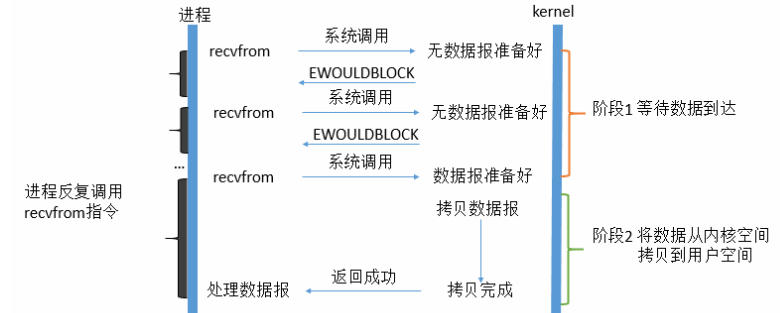 进程
kernel
recvfrom
系统调用
无数据报准备好
EWOULDBLOCK
recvfrom
系统调用
无数据报准备好
阶段1 等待数据到达
EWOULDBLOCK
...
recvfrom
系统调用
数据报准备好
进程反复调用
recvfrom指令
拷贝数据报
阶段2 将数据从内核空间
拷贝到用户空间
处理数据报
返回成功
拷贝完成